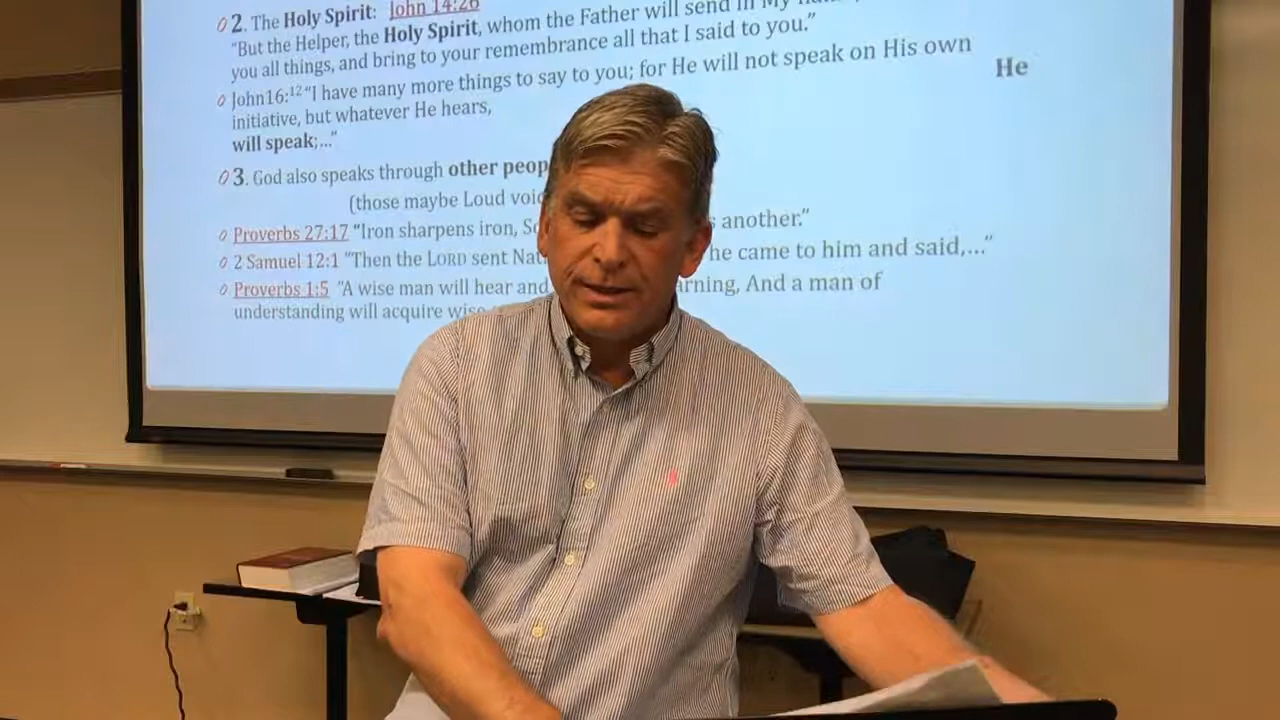 2. The Holy Spirit: John 14:26
"But the Helper, the Holy Spirit, whom the Father will send in My
you all things, and bring to your remembrance all that I said to you."
John16:12 "I have many more things to say to you; for He will not speak on His own
initiative, but whatever He hears, He
will speak;..."
3. God also speaks through other peop
(those maybe Loud voic
Proverbs 27:17 "Iron sharpens iron, So another."
2 Samuel 12:1 "Then the LORD sent Nat he came to him and said,..."
Proverbs 1:5 "A wise man will hear and arning, And a man of
understanding will acquire wise